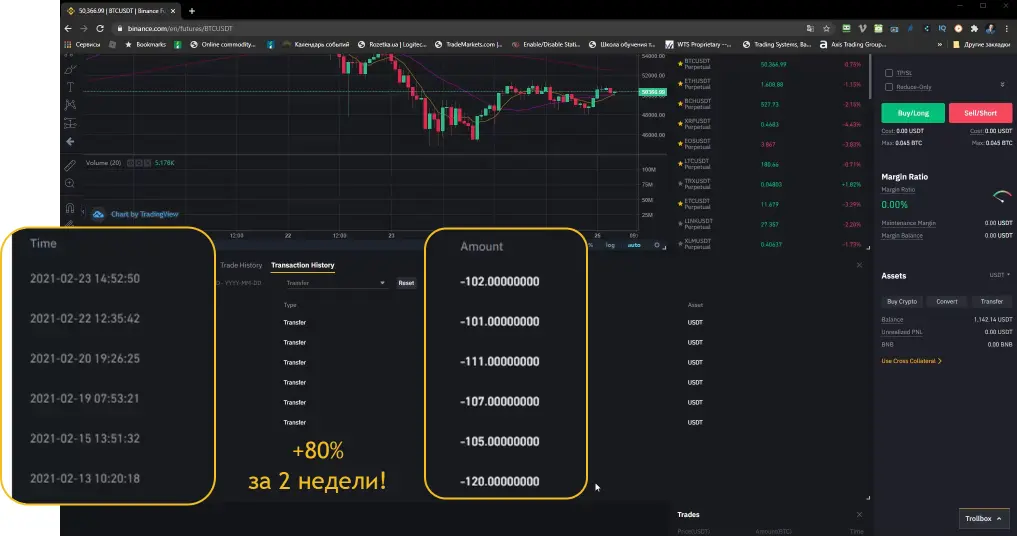 50,366.99 | BTCUSDT | Binance Fu
binance.com/en/futures/BTCUSDT
Сервисы
Bookmarks
Online commodity...
Календарь событий
Rozetka.ua | Logitec...
TradeMarkets.com |...
Enable/Disable Stati...
Школа обучения т...
WTS Proprietary --...
Trading Systems, Ba...
Axis Trading Group...
»
Другие закладки
54000.00
52000.00
50366.99
48000.00
46000.00
Volume (20)
5.178K
100M
75M
50M
25M
Chart by TradingView
12:00
22
12:00
23
26
09:
%
log
auto
BTCUSDT
Perpetual
50,366.99
-0.75%
ETHUSDT
Perpetual
1,608.88
-1.13%
BCHUSDT
Perpetual
527.73
-2.16%
XRPUSDT
Perpetual
0.4683
-4.43%
EOSUSDT
Perpetual
3.867
-3.83%
LTCUSDT
Perpetual
180.66
-0.71%
TRXUSDT
Perpetual
0.04803
+1.82%
ETCUSDT
Perpetual
11.679
-3.29%
LINKUSDT
Perpetual
XLMUSDT
Perpetual
0.40637
-1.73%
TP/SL
Reduce-Only
Buy/Long
Sell/Short
Cost: 0.00 USDT
Cost: 0.00 USDT
Max: 0.045 BTC
Max: 0.045 BTC
Margin Ratio
Margin Ratio
0.00%
Maintenance Margin
0.00 USDT
Margin Balance
0.00 USDT
Assets
USDT
Buy Crypto
Convert
Transfer
Balance
1,142.14 USDT
Unrealized PNL
0.00 USDT
BNB
0.00 BNB
Use Cross Collateral
Trade History
Transaction History
YYYY-MM-DD
Transfer
Reset
Time
Type
Amount
Asset
2021-02-23 14:52:50
Transfer
-102.00000000
USDT
2021-02-22 12:35:42
Transfer
-101.00000000
USDT
2021-02-20 19:26:25
Transfer
-111.00000000
USDT
2021-02-19 07:53:21
Transfer
-107.00000000
USDT
2021-02-15 13:51:32
Transfer
-105.00000000
USDT
2021-02-13 10:20:18
Transfer
-120.00000000
USDT
+80%
за 2 недели!
Trades
Price(USDT)
Amount(BTC)
Time
Trollbox